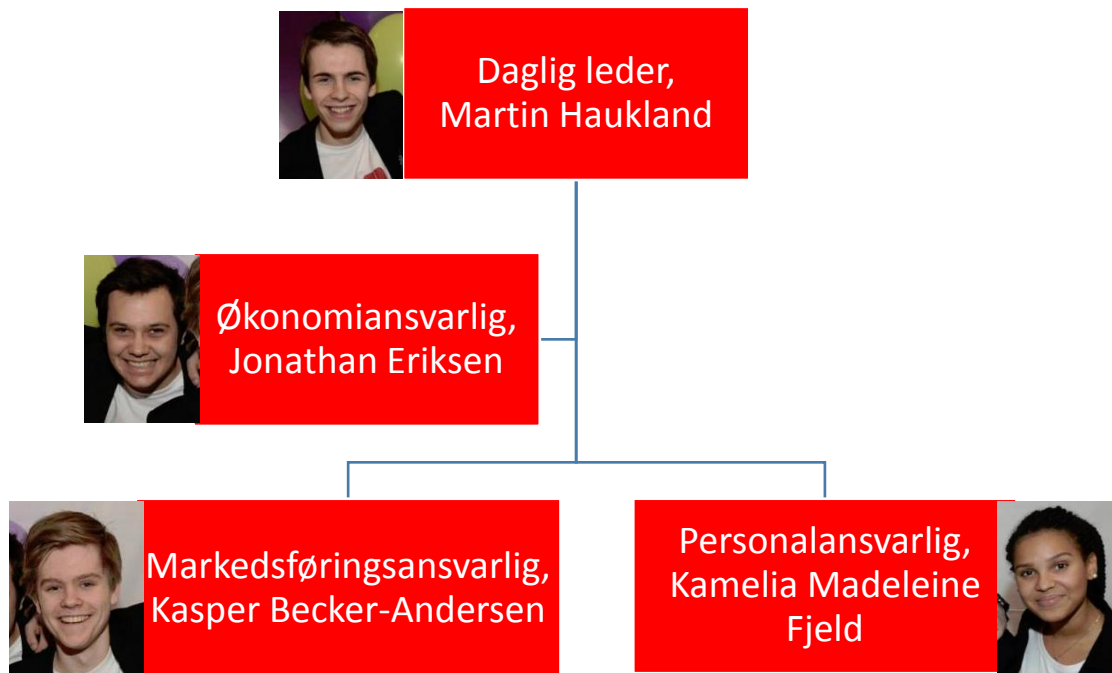 Daglig leder,
Martin Haukland
Økonomiansvarlig,
Jonathan Eriksen
Markedsføringsansvarlig,
Kasper Becker-Andersen
Personalansvarlig,
Kamelia Madeleine
Fjeld